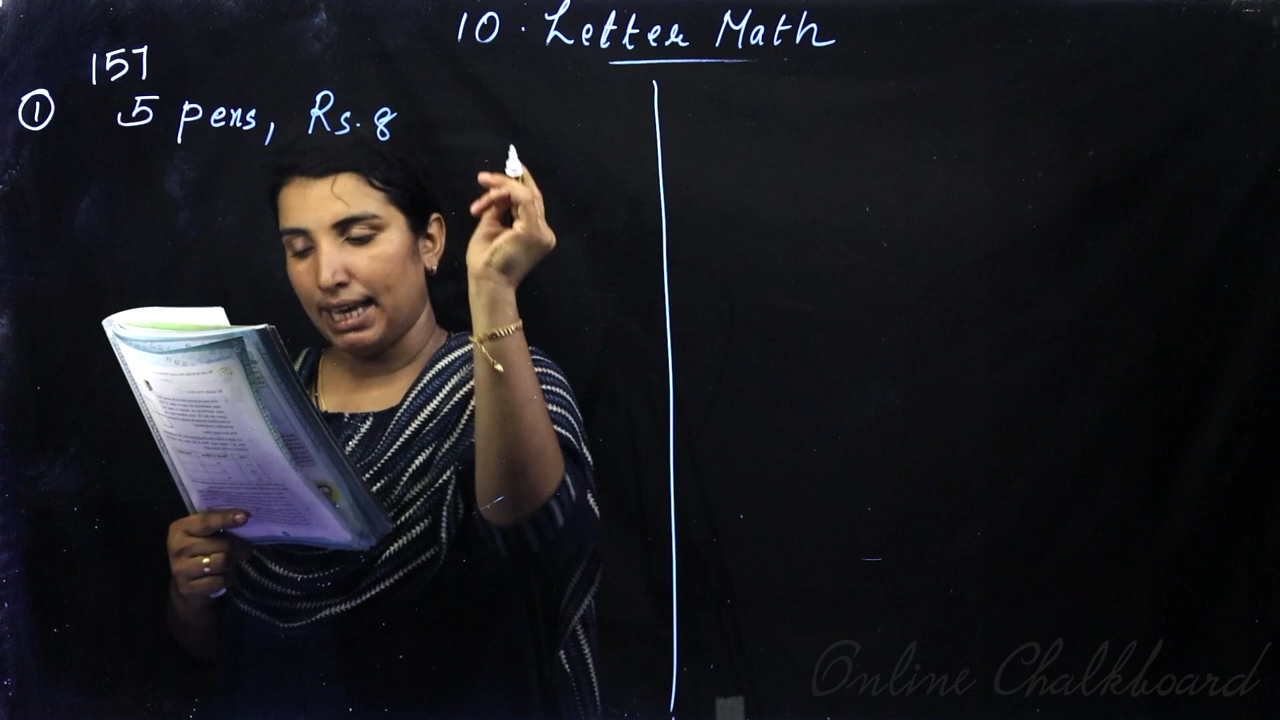 10. Letter Math
157
① 5 pens, Rs. 8
Online Chalkboard